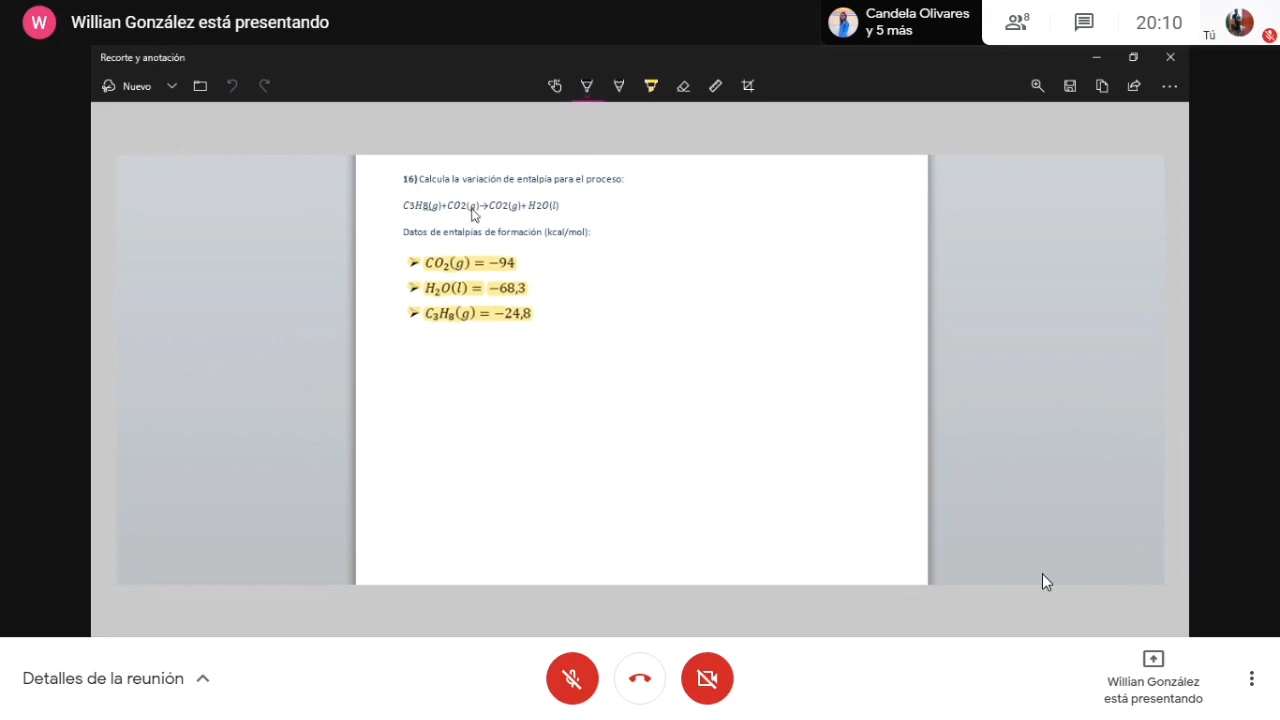 W Willian González está presentando
Candela Olivares
y 5 más
8
20:10
Tú
Recorte y anotación
Nuevo
16) Calcula la variación de entalpía para el proceso:
C3H8(g)+CO2(g)→CO2(g)+H2O(l)
Datos de entalpías de formación (kcal/mol):
➤ CO₂(g) = −94
➤ H₂O(l) = −68,3
➤ C₃H₈(g) = −24,8
Detalles de la reunión
Willian González
está presentando